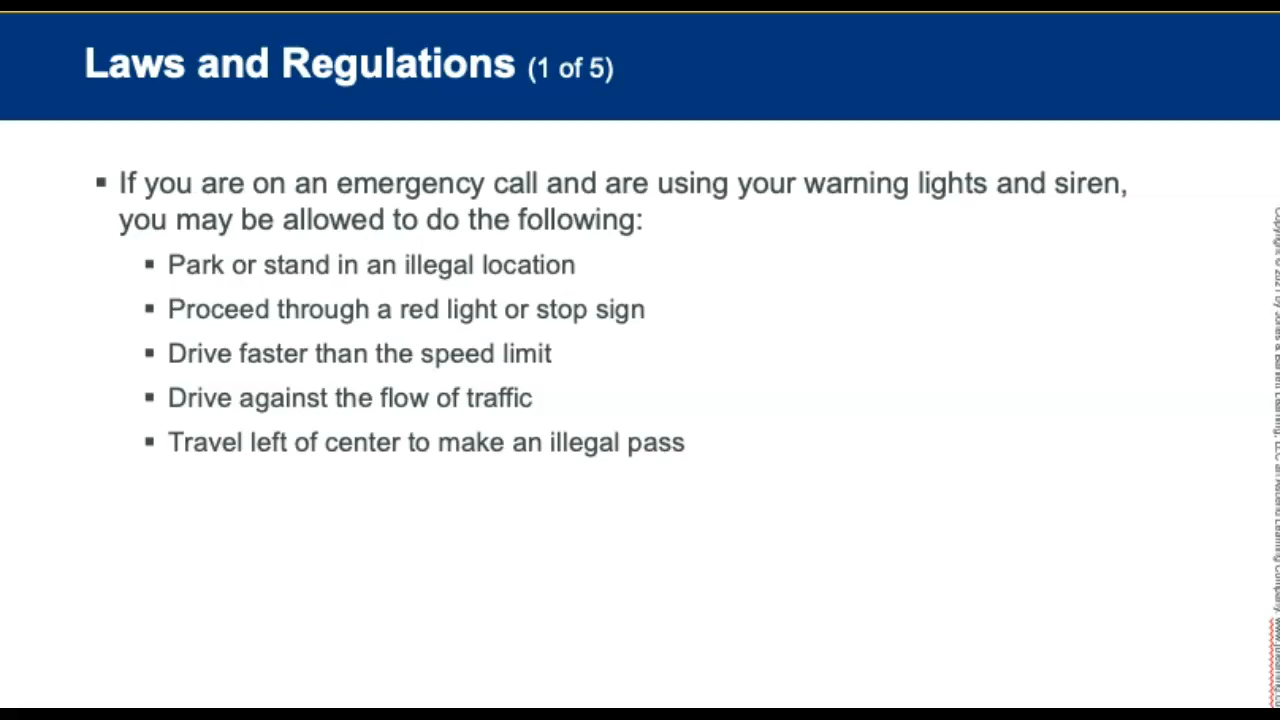 Laws and Regulations (1 of 5)
▪ If you are on an emergency call and are using your warning lights and siren,
you may be allowed to do the following:
▪ Park or stand in an illegal location
▪ Proceed through a red light or stop sign
▪ Drive faster than the speed limit
▪ Drive against the flow of traffic
▪ Travel left of center to make an illegal pass